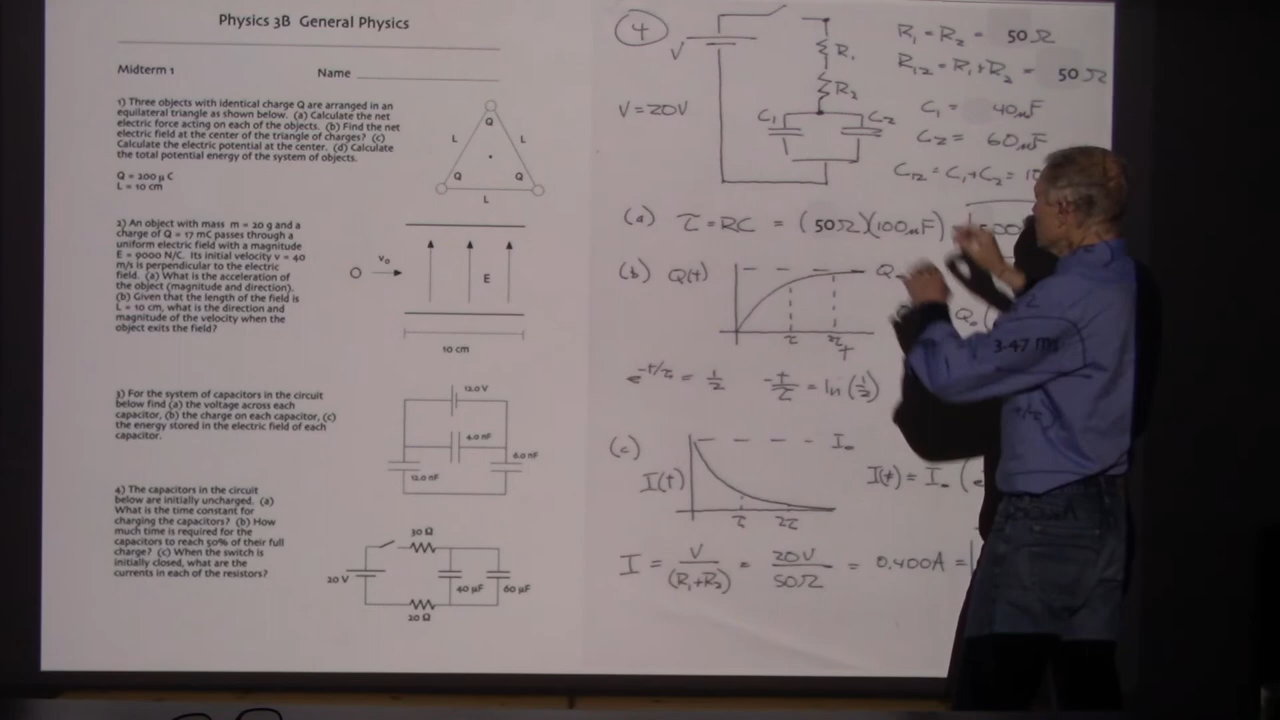 Physics 3B General Physics
Midterm 1
Name
1) Three objects with identical charge Q are arranged in an
equilateral triangle as shown below. (a) Calculate the net
electric force acting on each of the objects. (b) Find the net
electric field at the center of the triangle of charges? (c)
Calculate the electric potential at the center. (d) Calculate
the total potential energy of the system of objects.
Q = 200 μ C
L = 10 cm
Q
L
L
Q
Q
L
2) An object with mass m = 20 g and a
charge of Q = 17 mC passes through a
uniform electric field with a magnitude
E = 9000 N/C. Its initial velocity v = 40
m/s is perpendicular to the electric
field. (a) What is the acceleration of
the object (magnitude and direction).
(b) Given that the length of the field is
L = 10 cm, what is the direction and
magnitude of the velocity when the
object exits the field?
v₀
E
10 cm
3) For the system of capacitors in the circuit
below find (a) the voltage across each
capacitor, (b) the charge on each capacitor, (c)
the energy stored in the electric field of each
capacitor.
12.0 V
4.0 nF
6.0 nF
12.0 nF
4) The capacitors in the circuit
below are initially uncharged. (a)
What is the time constant for
charging the capacitors? (b) How
much time is required for the
capacitors to reach 50% of their full
charge? (c) When the switch is
initially closed, what are the
currents in each of the resistors?
30 Ω
20 V
40 μF
60 μF
20 Ω
4
V
R₁
R₂
C₁
C₂
V = 20V
R₁ = R₂ = 50Ω
R₁₂ = R₁ + R₂ = 50Ω
C₁ = 40μF
C₂ = 60μF
C₁₂ = C₁ + C₂ =
(a) τ = RC = (50Ω)(100μF)
(b) Q(t)
τ
2τ
t
3.47
e^-t/τ = 1/2
-t/τ = ln(1/2)
(c)
I(t)
I₀
τ
2τ
I(t) = I₀ (
I = V/(R₁+R₂) = 20V/50Ω = 0.400A =